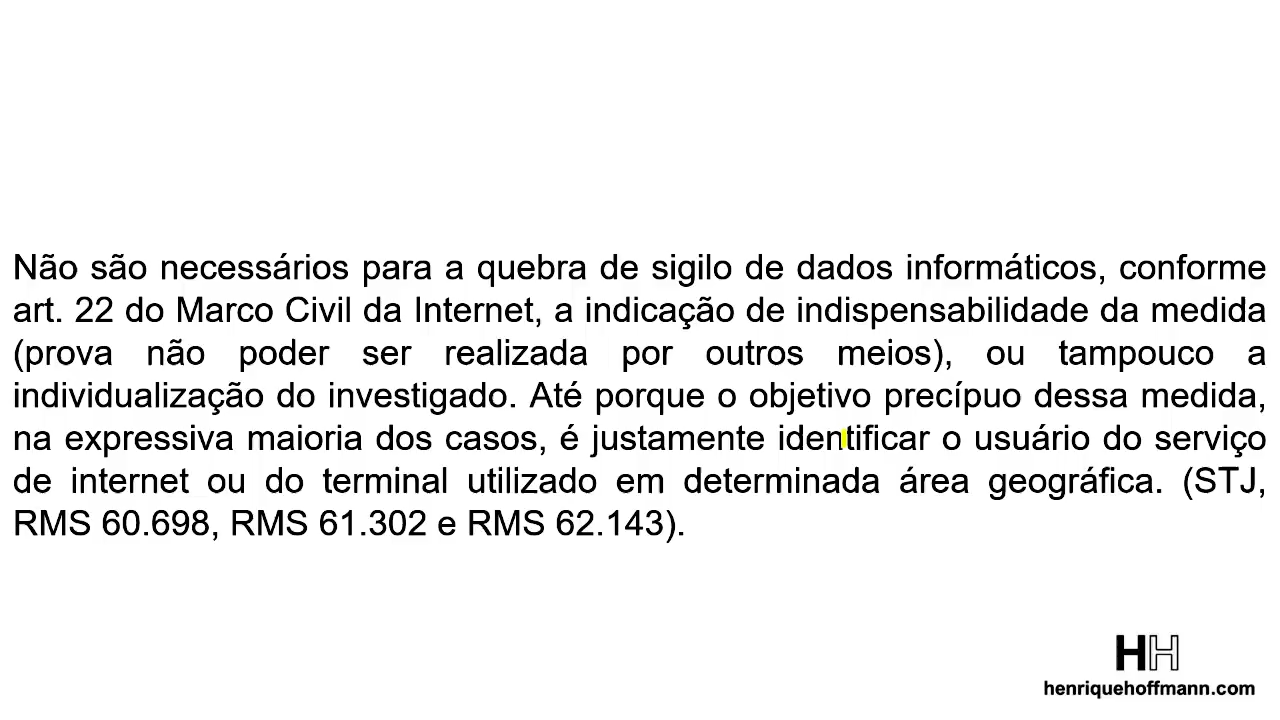 Não são necessários para a quebra de sigilo de dados informáticos, conforme
art. 22 do Marco Civil da Internet, a indicação de indispensabilidade da medida
(prova não poder ser realizada por outros meios), ou tampouco a
individualização do investigado. Até porque o objetivo precípuo dessa medida,
na expressiva maioria dos casos, é justamente identificar o usuário do serviço
de internet ou do terminal utilizado em determinada área geográfica. (STJ,
RMS 60.698, RMS 61.302 e RMS 62.143).
HH
henriquehoffmann.com